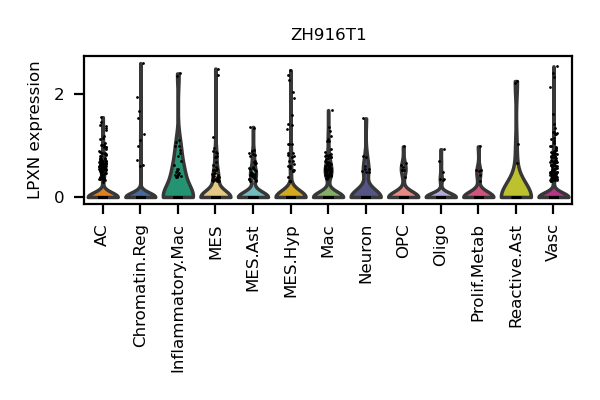 ZH916T1
LPXN expression
2
0
AC
Chromatin.Reg
Inflammatory.Mac
MES
MES.Ast
MES.Hyp
Mac
Neuron
OPC
Oligo
Prolif.Metab
Reactive.Ast
Vasc